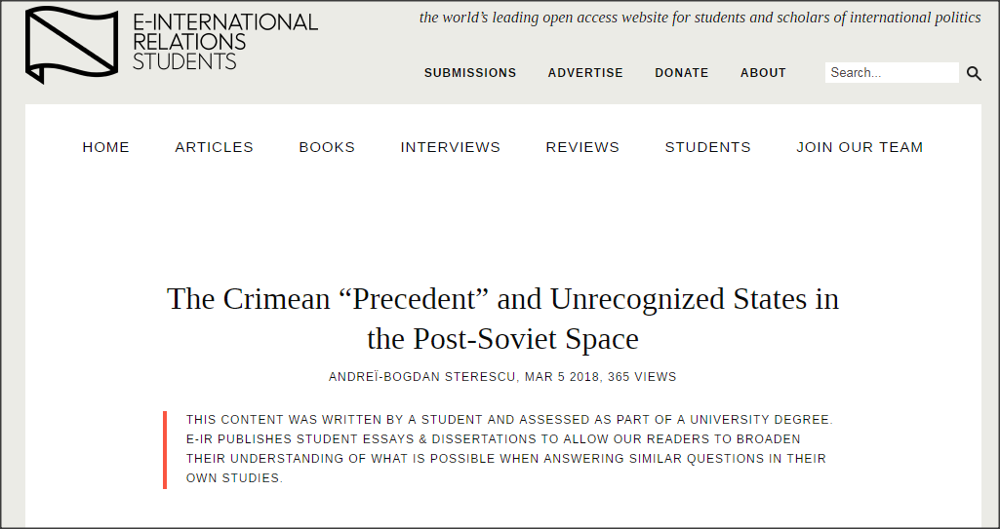 E-INTERNATIONAL
RELATIONS
STUDENTS
the world's leading open access website for students and scholars of international politics
SUBMISSIONS ADVERTISE DONATE ABOUT Search...
HOME ARTICLES BOOKS INTERVIEWS REVIEWS STUDENTS JOIN OUR TEAM
The Crimean “Precedent” and Unrecognized States in
the Post-Soviet Space
ANDREÏ-BOGDAN STERESCU, MAR 5 2018, 365 VIEWS
THIS CONTENT WAS WRITTEN BY A STUDENT AND ASSESSED AS PART OF A UNIVERSITY DEGREE.
E-IR PUBLISHES STUDENT ESSAYS & DISSERTATIONS TO ALLOW OUR READERS TO BROADEN
THEIR UNDERSTANDING OF WHAT IS POSSIBLE WHEN ANSWERING SIMILAR QUESTIONS IN THEIR
OWN STUDIES.